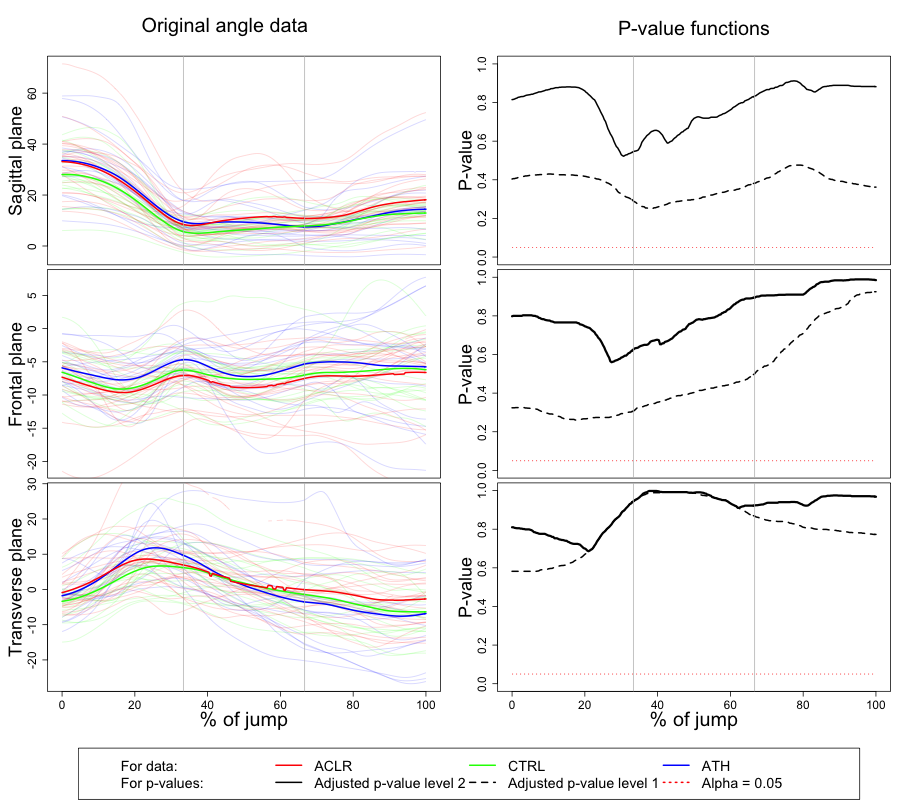 Original angle data
P-value functions
Sagittal plane
0 20 40 60
P-value
0.0 0.2 0.4 0.6 0.8 1.0
Frontal plane
-20 -15 -10 -5 0 5
P-value
0.0 0.2 0.4 0.6 0.8 1.0
Transverse plane
-20 -10 0 10 20 30
P-value
0.0 0.2 0.4 0.6 0.8 1.0
0 20 40 60 80 100
0 20 40 60 80 100
% of jump
% of jump
For data: ACLR CTRL ATH
For p-values: Adjusted p-value level 2 Adjusted p-value level 1 Alpha = 0.05